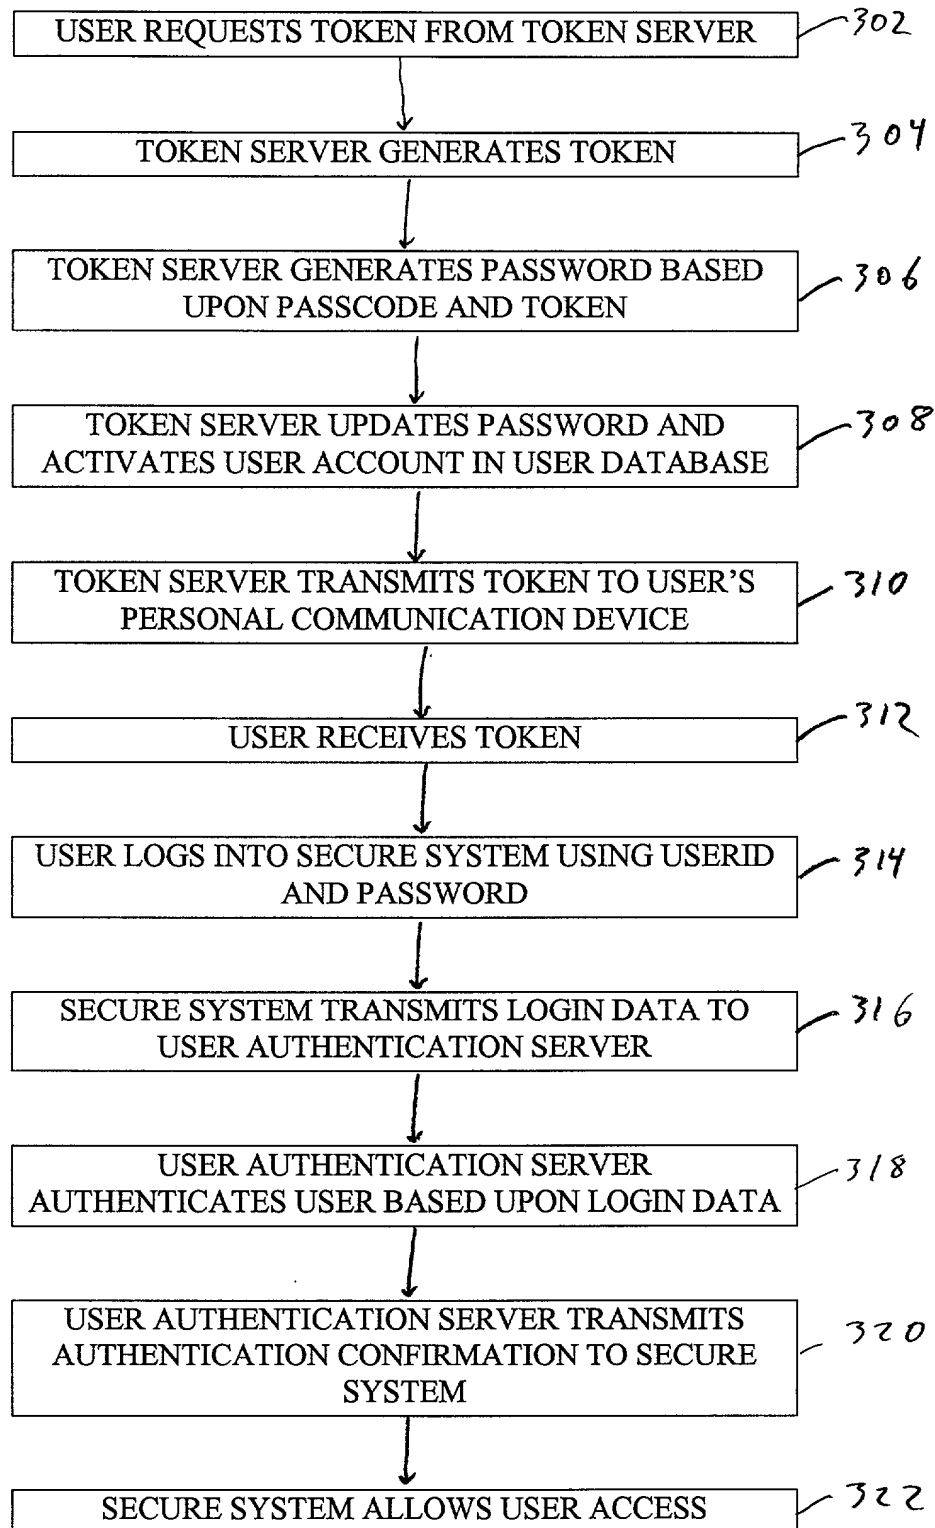 USER REQUESTS TOKEN FROM TOKEN SERVER 302
TOKEN SERVER GENERATES TOKEN 304
TOKEN SERVER GENERATES PASSWORD BASED 306
UPON PASSCODE AND TOKEN
TOKEN SERVER UPDATES PASSWORD AND 308
ACTIVATES USER ACCOUNT IN USER DATABASE
TOKEN SERVER TRANSMITS TOKEN TO USER'S 310
PERSONAL COMMUNICATION DEVICE
USER RECEIVES TOKEN 312
USER LOGS INTO SECURE SYSTEM USING USERID 314
AND PASSWORD
SECURE SYSTEM TRANSMITS LOGIN DATA TO 316
USER AUTHENTICATION SERVER
USER AUTHENTICATION SERVER 318
AUTHENTICATES USER BASED UPON LOGIN DATA
USER AUTHENTICATION SERVER TRANSMITS 320
AUTHENTICATION CONFIRMATION TO SECURE
SYSTEM
SECURE SYSTEM ALLOWS USER ACCESS 322